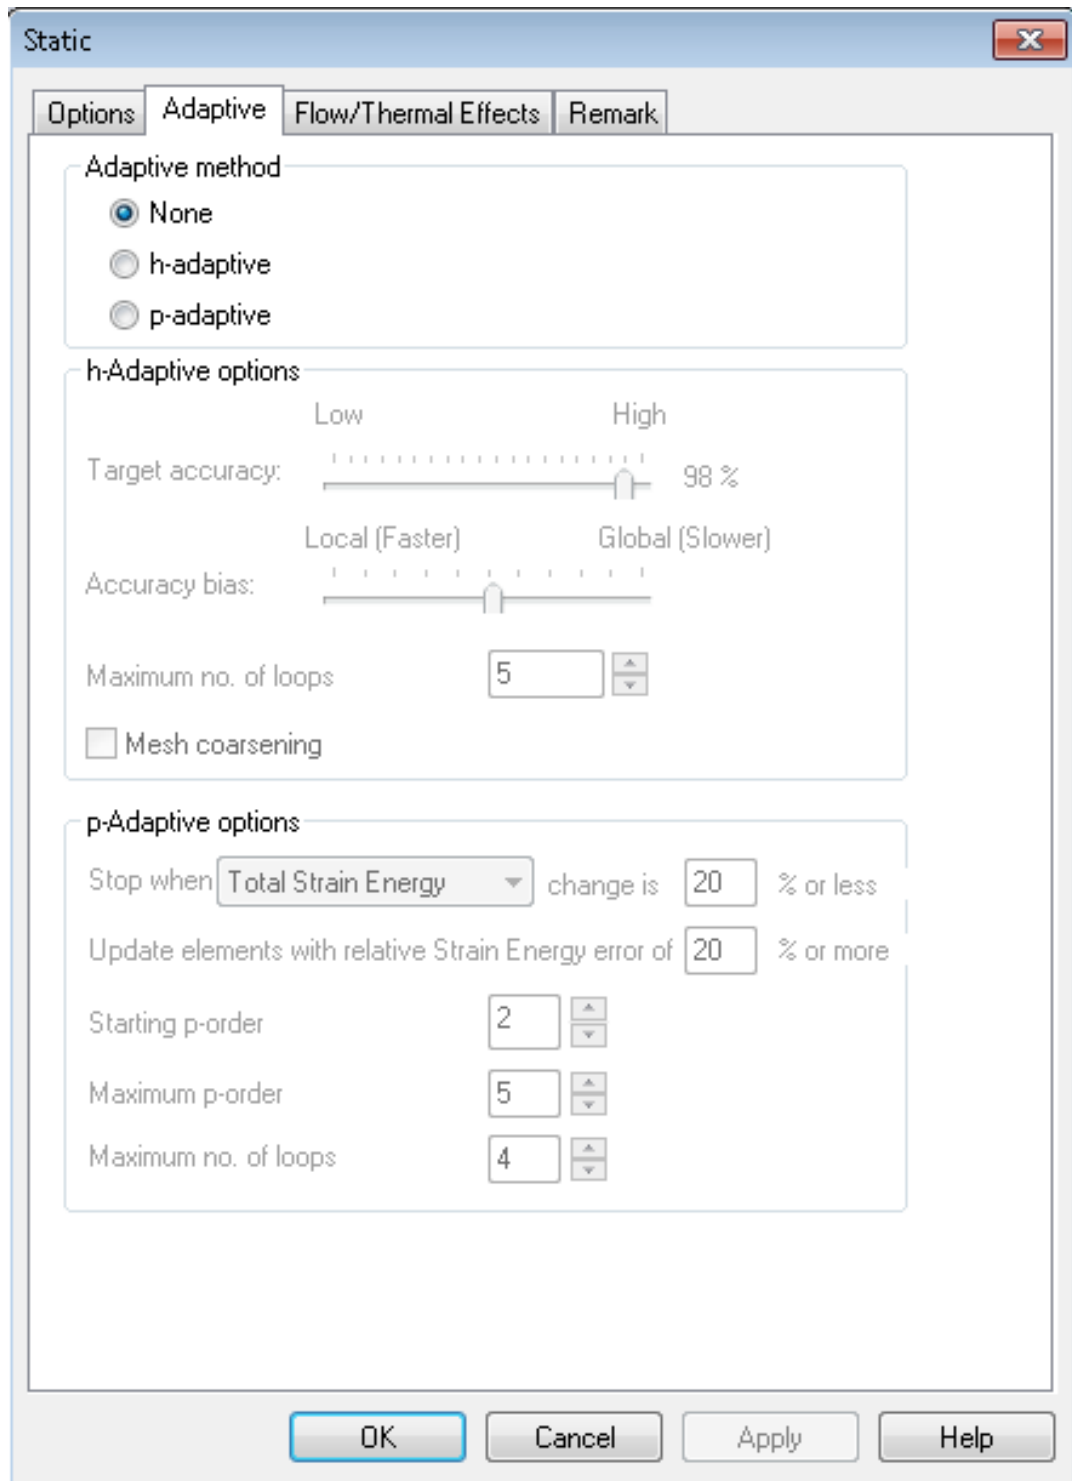 Static
Options Adaptive Flow/Thermal Effects Remark
Adaptive method
None
h-adaptive
p-adaptive
h-Adaptive options
Low High
Target accuracy: 98 %
Local (Faster) Global (Slower)
Accuracy bias:
Maximum no. of loops 5
Mesh coarsening
p-Adaptive options
Stop when Total Strain Energy change is 20 % or less
Update elements with relative Strain Energy error of 20 % or more
Starting p-order 2
Maximum p-order 5
Maximum no. of loops 4
OK Cancel Apply Help